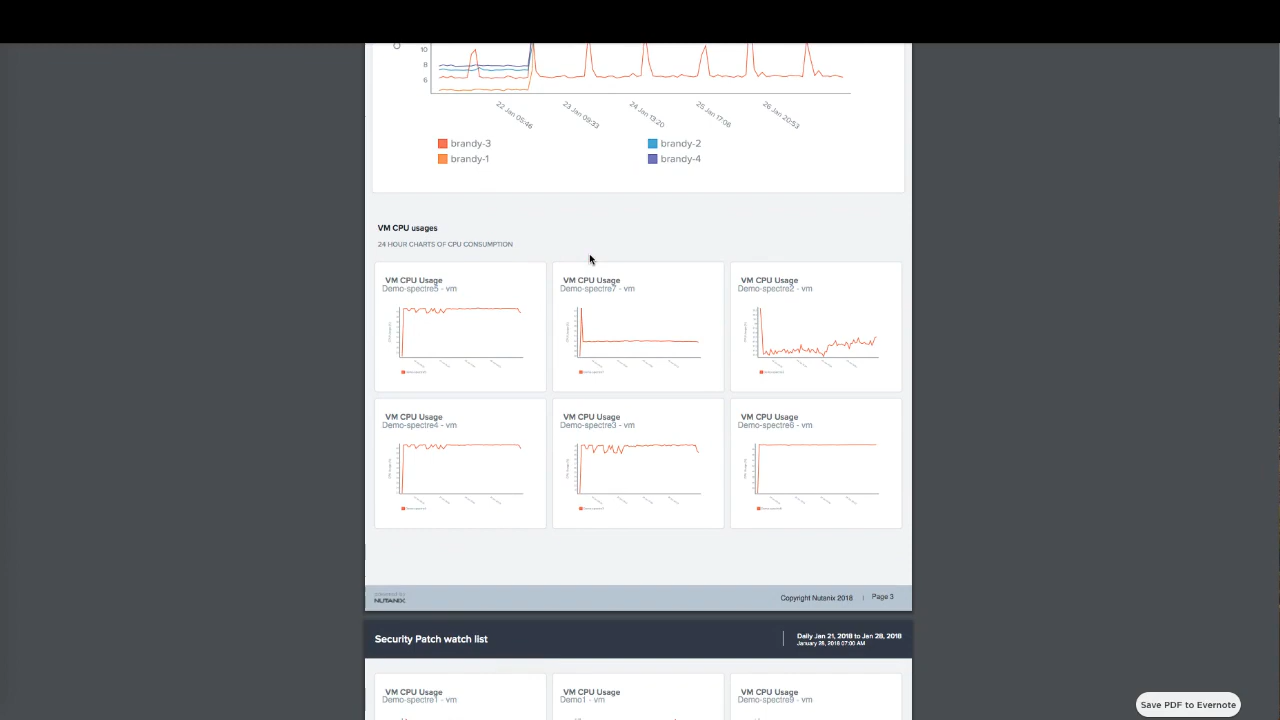 10
8
6
22 Jan 05:46
23 Jan 09:33
24 Jan 13:20
25 Jan 17:06
26 Jan 20:53
brandy-3
brandy-2
brandy-1
brandy-4
VM CPU usages
24 HOUR CHARTS OF CPU CONSUMPTION
VM CPU Usage
Demo-spectre5 - vm
VM CPU Usage
Demo-spectre7 - vm
VM CPU Usage
Demo-spectre2 - vm
VM CPU Usage
Demo-spectre4 - vm
VM CPU Usage
Demo-spectre3 - vm
VM CPU Usage
Demo-spectre6 - vm
NUTANIX
Copyright Nutanix 2018 | Page 3
Security Patch watch list
Daily Jan 21, 2018 to Jan 28, 2018
January 28, 2018 07:00 AM
VM CPU Usage
Demo-spectre1 - vm
VM CPU Usage
Demo1 - vm
VM CPU Usage
Demo-spectre9 - vm
Save PDF to Evernote